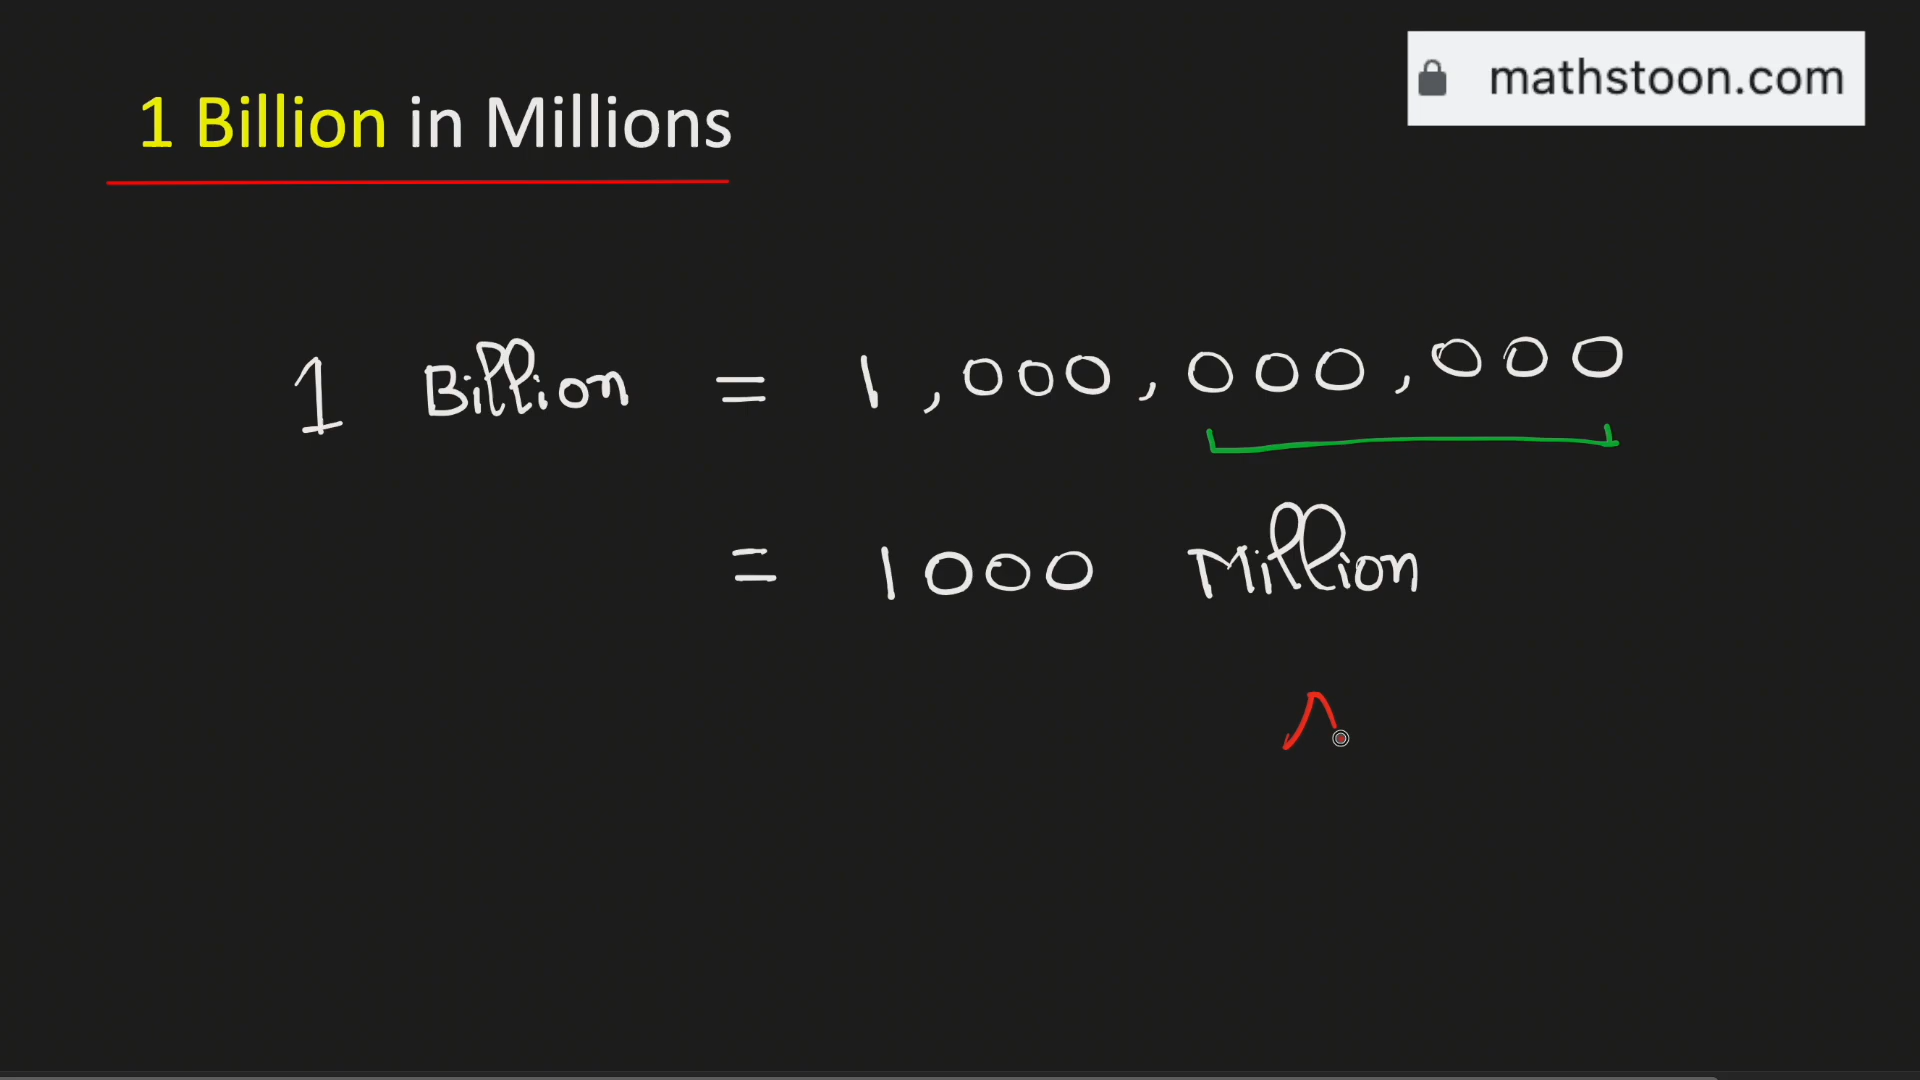 mathstoon.com
1 Billion in Millions
1 Billion = 1,000,000,000
= 1000 Million